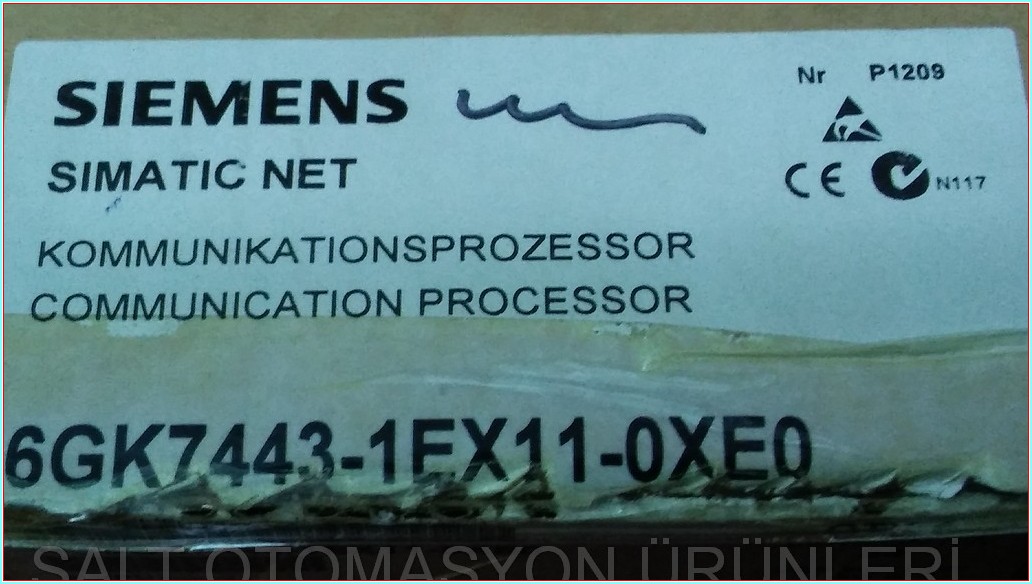 SIEMENS
SIMATIC NET
Nr P1209
CE N117
KOMMUNIKATIONSPROZESSOR
COMMUNICATION PROCESSOR
6GK7443-1EX11-0XE0
SALT OTOMASYON ÜRÜNLERİ